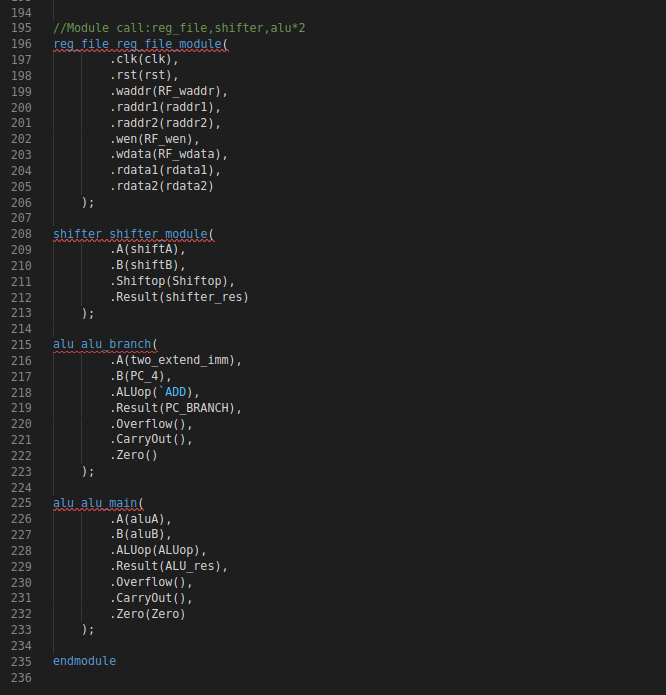 194
195 //Module call:reg_file,shifter,alu*2
196 reg_file reg_file_module(
197 .clk(clk),
198 .rst(rst),
199 .waddr(RF_waddr),
200 .raddr1(raddr1),
201 .raddr2(raddr2),
202 .wen(RF_wen),
203 .wdata(RF_wdata),
204 .rdata1(rdata1),
205 .rdata2(rdata2)
206 );
207
208 shifter shifter_module(
209 .A(shiftA),
210 .B(shiftB),
211 .Shiftop(Shiftop),
212 .Result(shifter_res)
213 );
214
215 alu alu_branch(
216 .A(two_extend_imm),
217 .B(PC_4),
218 .ALUop(`ADD),
219 .Result(PC_BRANCH),
220 .Overflow(),
221 .CarryOut(),
222 .Zero()
223 );
224
225 alu alu_main(
226 .A(aluA),
227 .B(aluB),
228 .ALUop(ALUop),
229 .Result(ALU_res),
230 .Overflow(),
231 .CarryOut(),
232 .Zero(Zero)
233 );
234
235 endmodule
236